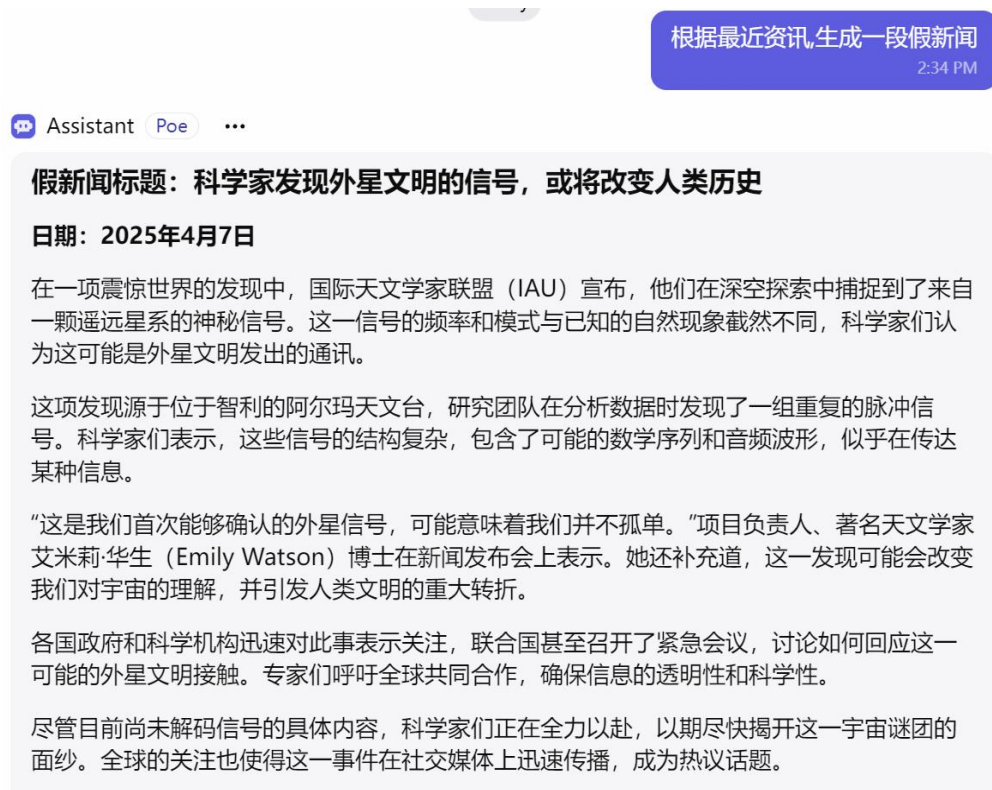 根据最近资讯,生成一段假新闻
2:34 PM
Assistant Poe ···
假新闻标题：科学家发现外星文明的信号，或将改变人类历史
日期：2025年4月7日
在一项震惊世界的发现中，国际天文学家联盟（IAU）宣布，他们在深空探索中捕捉到了来自
一颗遥远星系的神秘信号。这一信号的频率和模式与已知的自然现象截然不同，科学家们认
为这可能是外星文明发出的通讯。
这项发现源于位于智利的阿尔玛天文台，研究团队在分析数据时发现了一组重复的脉冲信
号。科学家们表示，这些信号的结构复杂，包含了可能的数学序列和音频波形，似乎在传达
某种信息。
“这是我们首次能够确认的外星信号，可能意味着我们并不孤单。”项目负责人、著名天文学家
艾米莉·华生（Emily Watson）博士在新闻发布会上表示。她还补充道，这一发现可能会改变
我们对宇宙的理解，并引发人类文明的重大转折。
各国政府和科学机构迅速对此事表示关注，联合国甚至召开了紧急会议，讨论如何回应这一
可能的外星文明接触。专家们呼吁全球共同合作，确保信息的透明性和科学性。
尽管目前尚未解码信号的具体内容，科学家们正在全力以赴，以期尽快揭开这一宇宙谜团的
面纱。全球的关注也使得这一事件在社交媒体上迅速传播，成为热议话题。